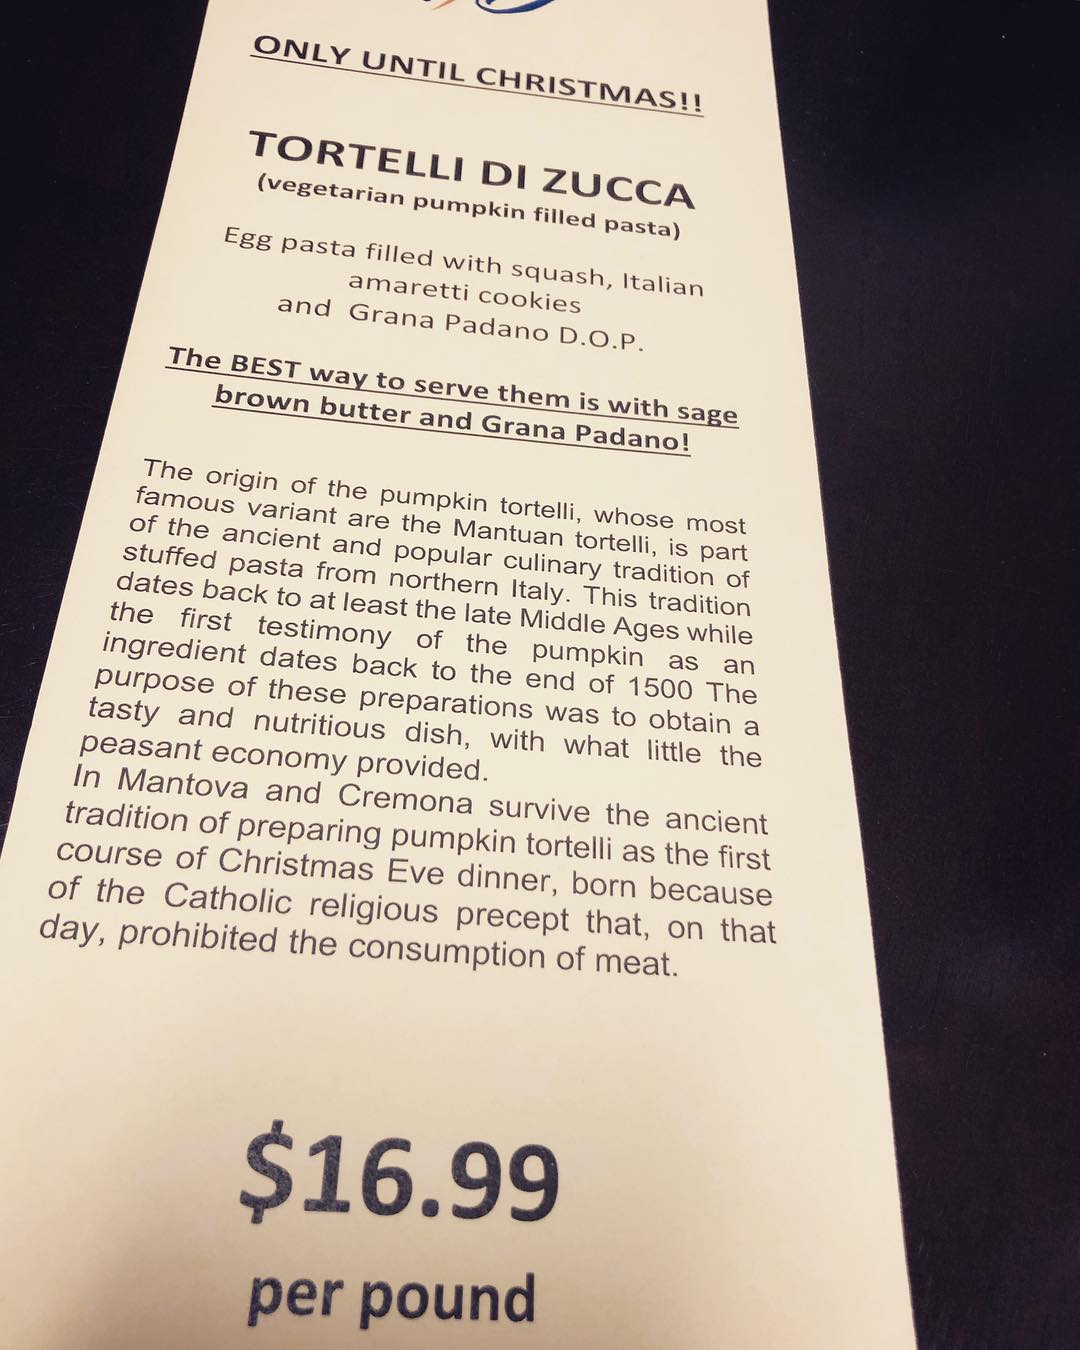 ONLY UNTIL CHRISTMAS!!
TORTELLI DI ZUCCA
(vegetarian pumpkin filled pasta)
Egg pasta filled with squash, Italian
amaretti cookies
and Grana Padano D.O.P.
The BEST way to serve them is with sage
brown butter and Grana Padano!
The origin of the pumpkin tortelli, whose most
famous variant are the Mantuan tortelli, is part
of the ancient and popular culinary tradition of
stuffed pasta from northern Italy. This tradition
dates back to at least the late Middle Ages while
the first testimony of the pumpkin as an
ingredient dates back to the end of 1500 The
purpose of these preparations was to obtain a
tasty and nutritious dish, with what little the
peasant economy provided.
In Mantova and Cremona survive the ancient
tradition of preparing pumpkin tortelli as the first
course of Christmas Eve dinner, born because
of the Catholic religious precept that, on that
day, prohibited the consumption of meat.
$16.99
per pound